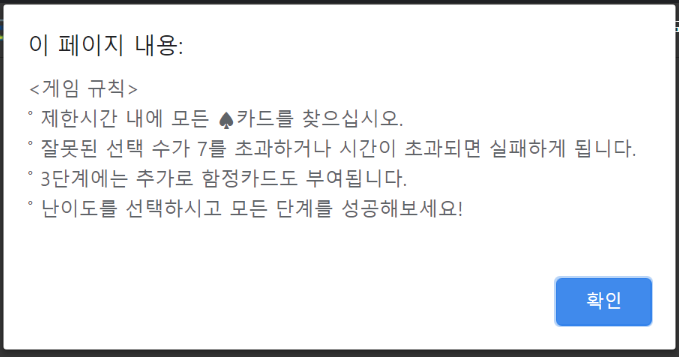 이 페이지 내용:
<게임 규칙>
° 제한시간 내에 모든 ♠카드를 찾으십시오.
° 잘못된 선택 수가 7를 초과하거나 시간이 초과되면 실패하게 됩니다.
° 3단계에는 추가로 함정카드도 부여됩니다.
° 난이도를 선택하시고 모든 단계를 성공해보세요!
확인